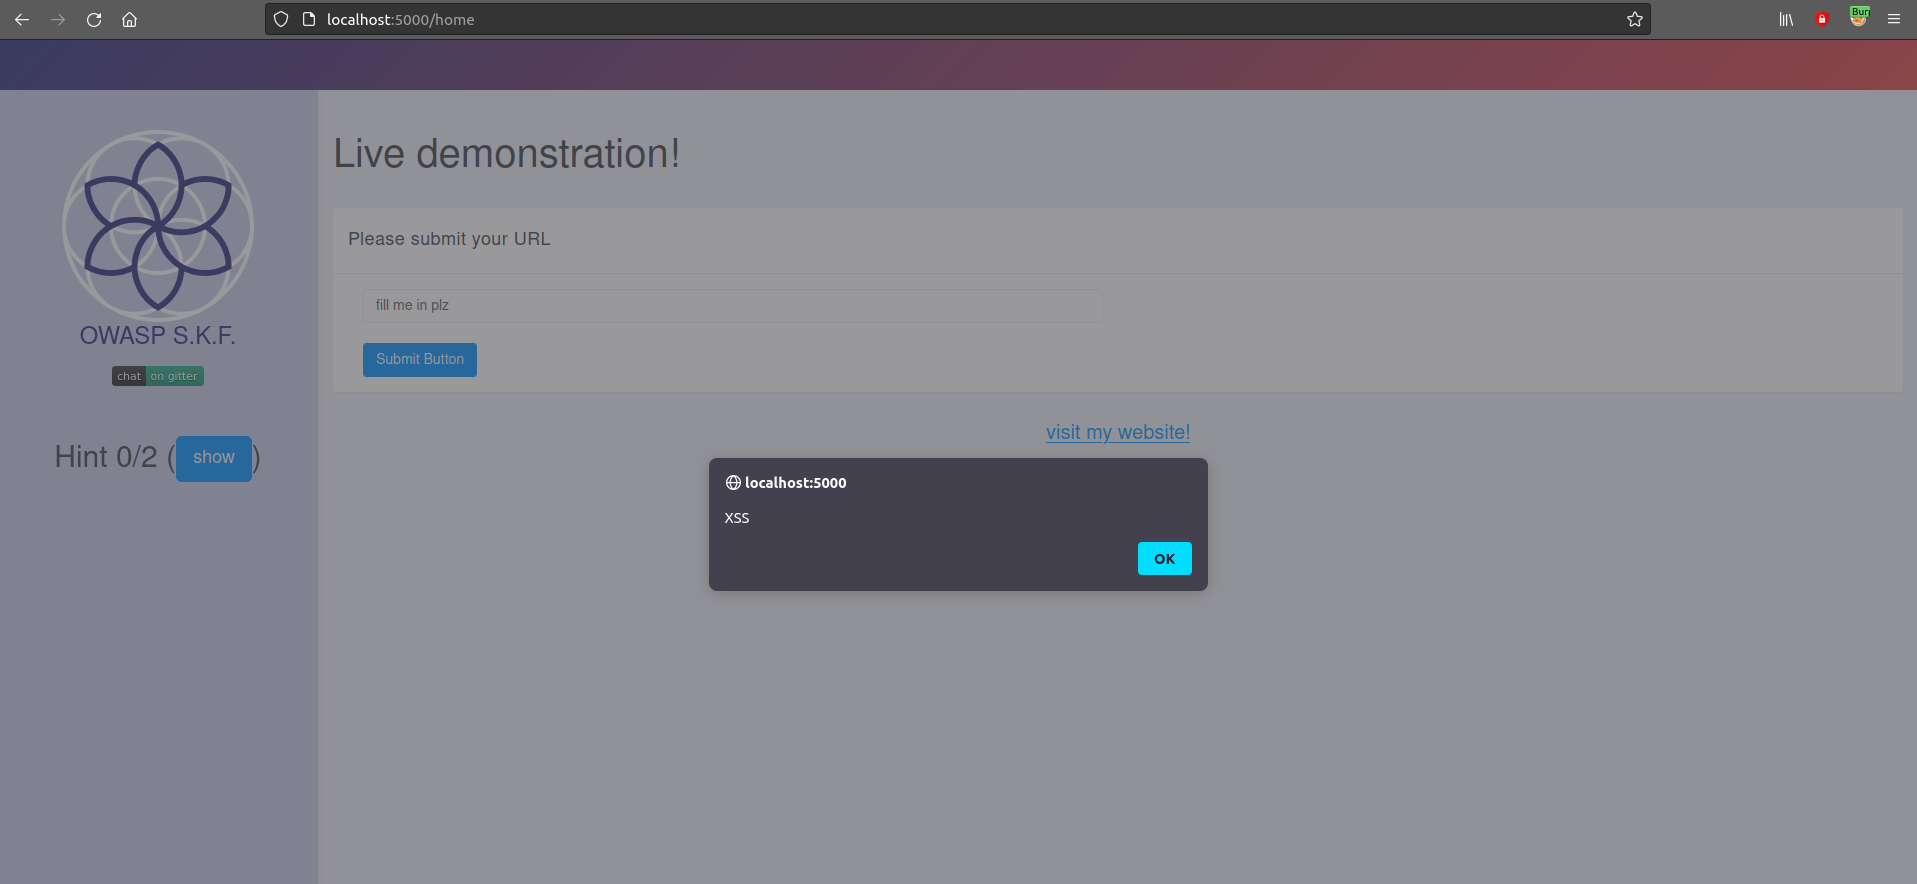 localhost:5000/home
Bur
Live demonstration!
Please submit your URL
fill me in plz
Submit Button
OWASP S.K.F.
chat on gitter
Hint 0/2 (show)
visit my website!
localhost:5000
XSS
OK